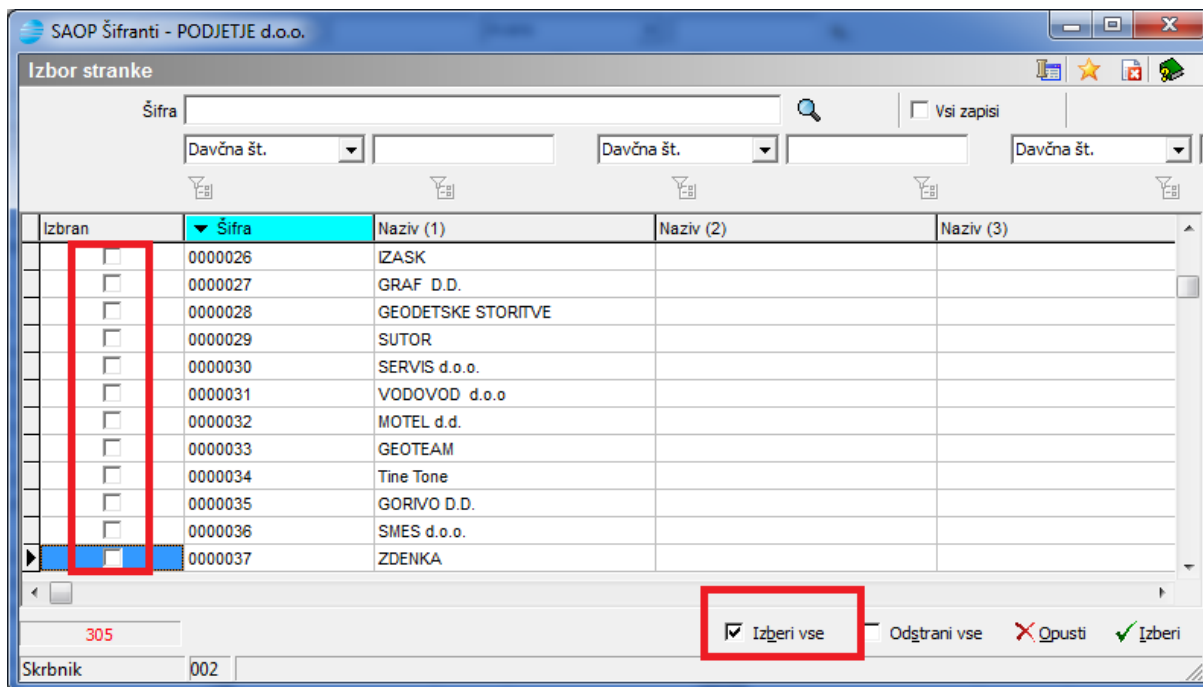 SAOP Šifranti - PODJETJE d.o.o.
Izbor stranke
Šifra
Vsi zapisi
Davčna št. Davčna št. Davčna št.
Izbran Šifra Naziv (1) Naziv (2) Naziv (3)
0000026 IZASK
0000027 GRAF D.D.
0000028 GEODETSKE STORITVE
0000029 SUTOR
0000030 SERVIS d.o.o.
0000031 VODOVOD d.o.o
0000032 MOTEL d.d.
0000033 GEOTEAM
0000034 Tine Tone
0000035 GORIVO D.D.
0000036 SMES d.o.o.
0000037 ZDENKA
305 Izberi vse Odstrani vse Opusti Izberi
Skrbnik 002